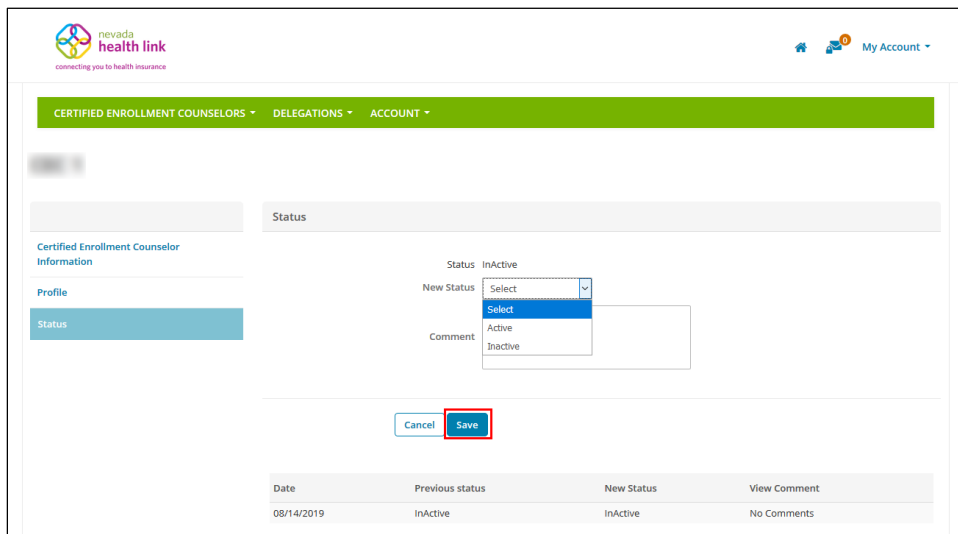 nevada
health link
connecting you to health insurance
0
My Account
CERTIFIED ENROLLMENT COUNSELORS DELEGATIONS ACCOUNT
Status
Certified Enrollment Counselor
Information
Profile
Status
Status InActive
New Status Select
Select
Active
Inactive
Comment
Cancel Save
Date Previous status New Status View Comment
08/14/2019 InActive InActive No Comments